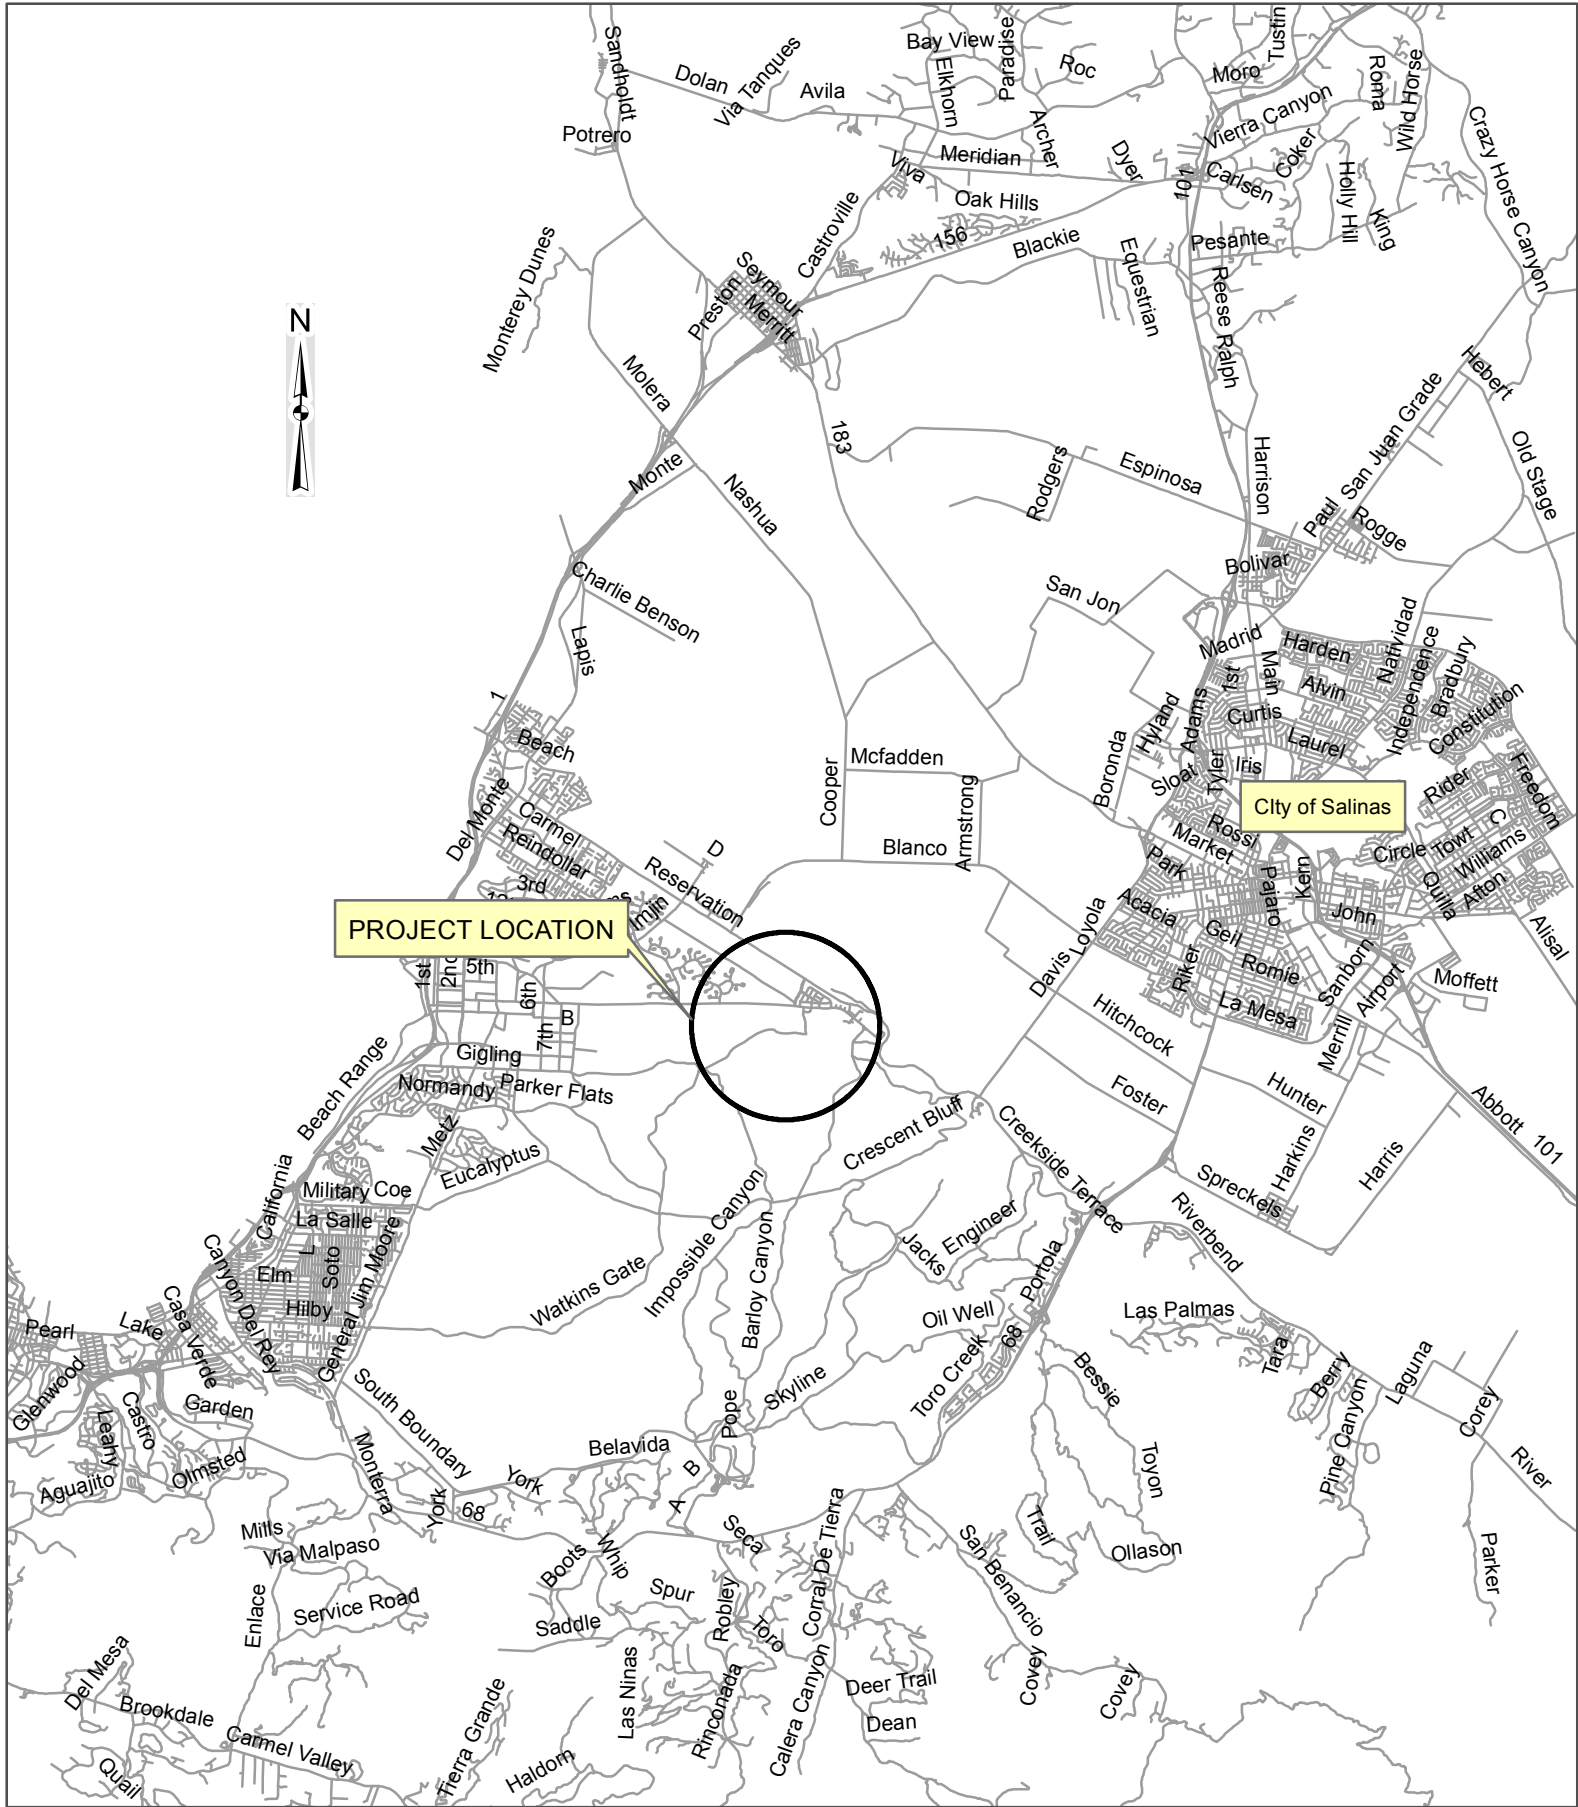 Sandholdt
Dolan
Via Tanques
Avila
Bay View
Elkhorn
Paradise
Roc
Moro
Tustin
Roma
Wild Horse
Potrero
Archer
Meridian
Viva
Dyer
Vierra Canyon
Coker
Carlsen
101
Holly Hill
King
Crazy Horse Canyon
Oak Hills
Castroville
156
Blackie
Equestrian
Pesante
Reese Ralph
Monterey Dunes
Seymour
Preston
Merritt
N
Molera
183
Hebert
San Juan Grade
Old Stage
Monte
Nashua
Rodgers
Espinosa
Harrison
Paul
Rogge
Charlie Benson
Bolivar
San Jon
Lapis
Madrid
Harden
Natividad
Independence
Bradbury
1st
Main
Alvin
1
Beach
Hyland
Adams
Curtis
Laurel
Constitution
Mcfadden
Cooper
Armstrong
Boronda
Sloat
Tyler
Iris
Rider
Freedom
CIty of Salinas
Del Monte
Carmel
Reindollar
D
Blanco
Rossi
Market
Park
Circle
Towt
C
Williams
3rd
Reservation
Imjin
Kern
Pajaro
Quilla
Afton
PROJECT LOCATION
Acacia
John
Alisal
Loyola
Geil
Davis
Riker
Romie
Sanborn
Airport
Moffett
1st
2nd
5th
6th
7th
B
Hitchcock
La Mesa
Merrill
Gigling
Beach Range
Normandy
Parker Flats
Foster
Hunter
Abbott
101
Metz
Crescent Bluff
Creekside Terrace
Harkins
Harris
Eucalyptus
Spreckels
California
Military
Coe
La Salle
L
Soto
General Jim Moore
Impossible Canyon
Barloy Canyon
Jacks
Engineer
Riverbend
Canyon Del Rey
Elm
Hilby
Watkins Gate
Portola
Oil Well
Las Palmas
Casa Verde
Lake
Pearl
68
Toro Creek
Tara
Glenwood
Bessie
Berry
Laguna
Castro
Garden
South Boundary
Skyline
Pope
Corey
Leahy
Olmsted
Monterra
Belavida
Toyon
Pine Canyon
River
Aguajito
York
York
68
B
A
Mills
Via Malpaso
Seca
Corral De Tierra
Trail
Ollason
Parker
Boots
Whip
San Benancio
Enlace
Service Road
Spur
Saddle
Robley
Toro
Del Mesa
Las Ninas
Rinconada
Calera Canyon
Deer Trail
Covey
Covey
Brookdale
Dean
Carmel Valley
Tierra Grande
Haldorn
Quail